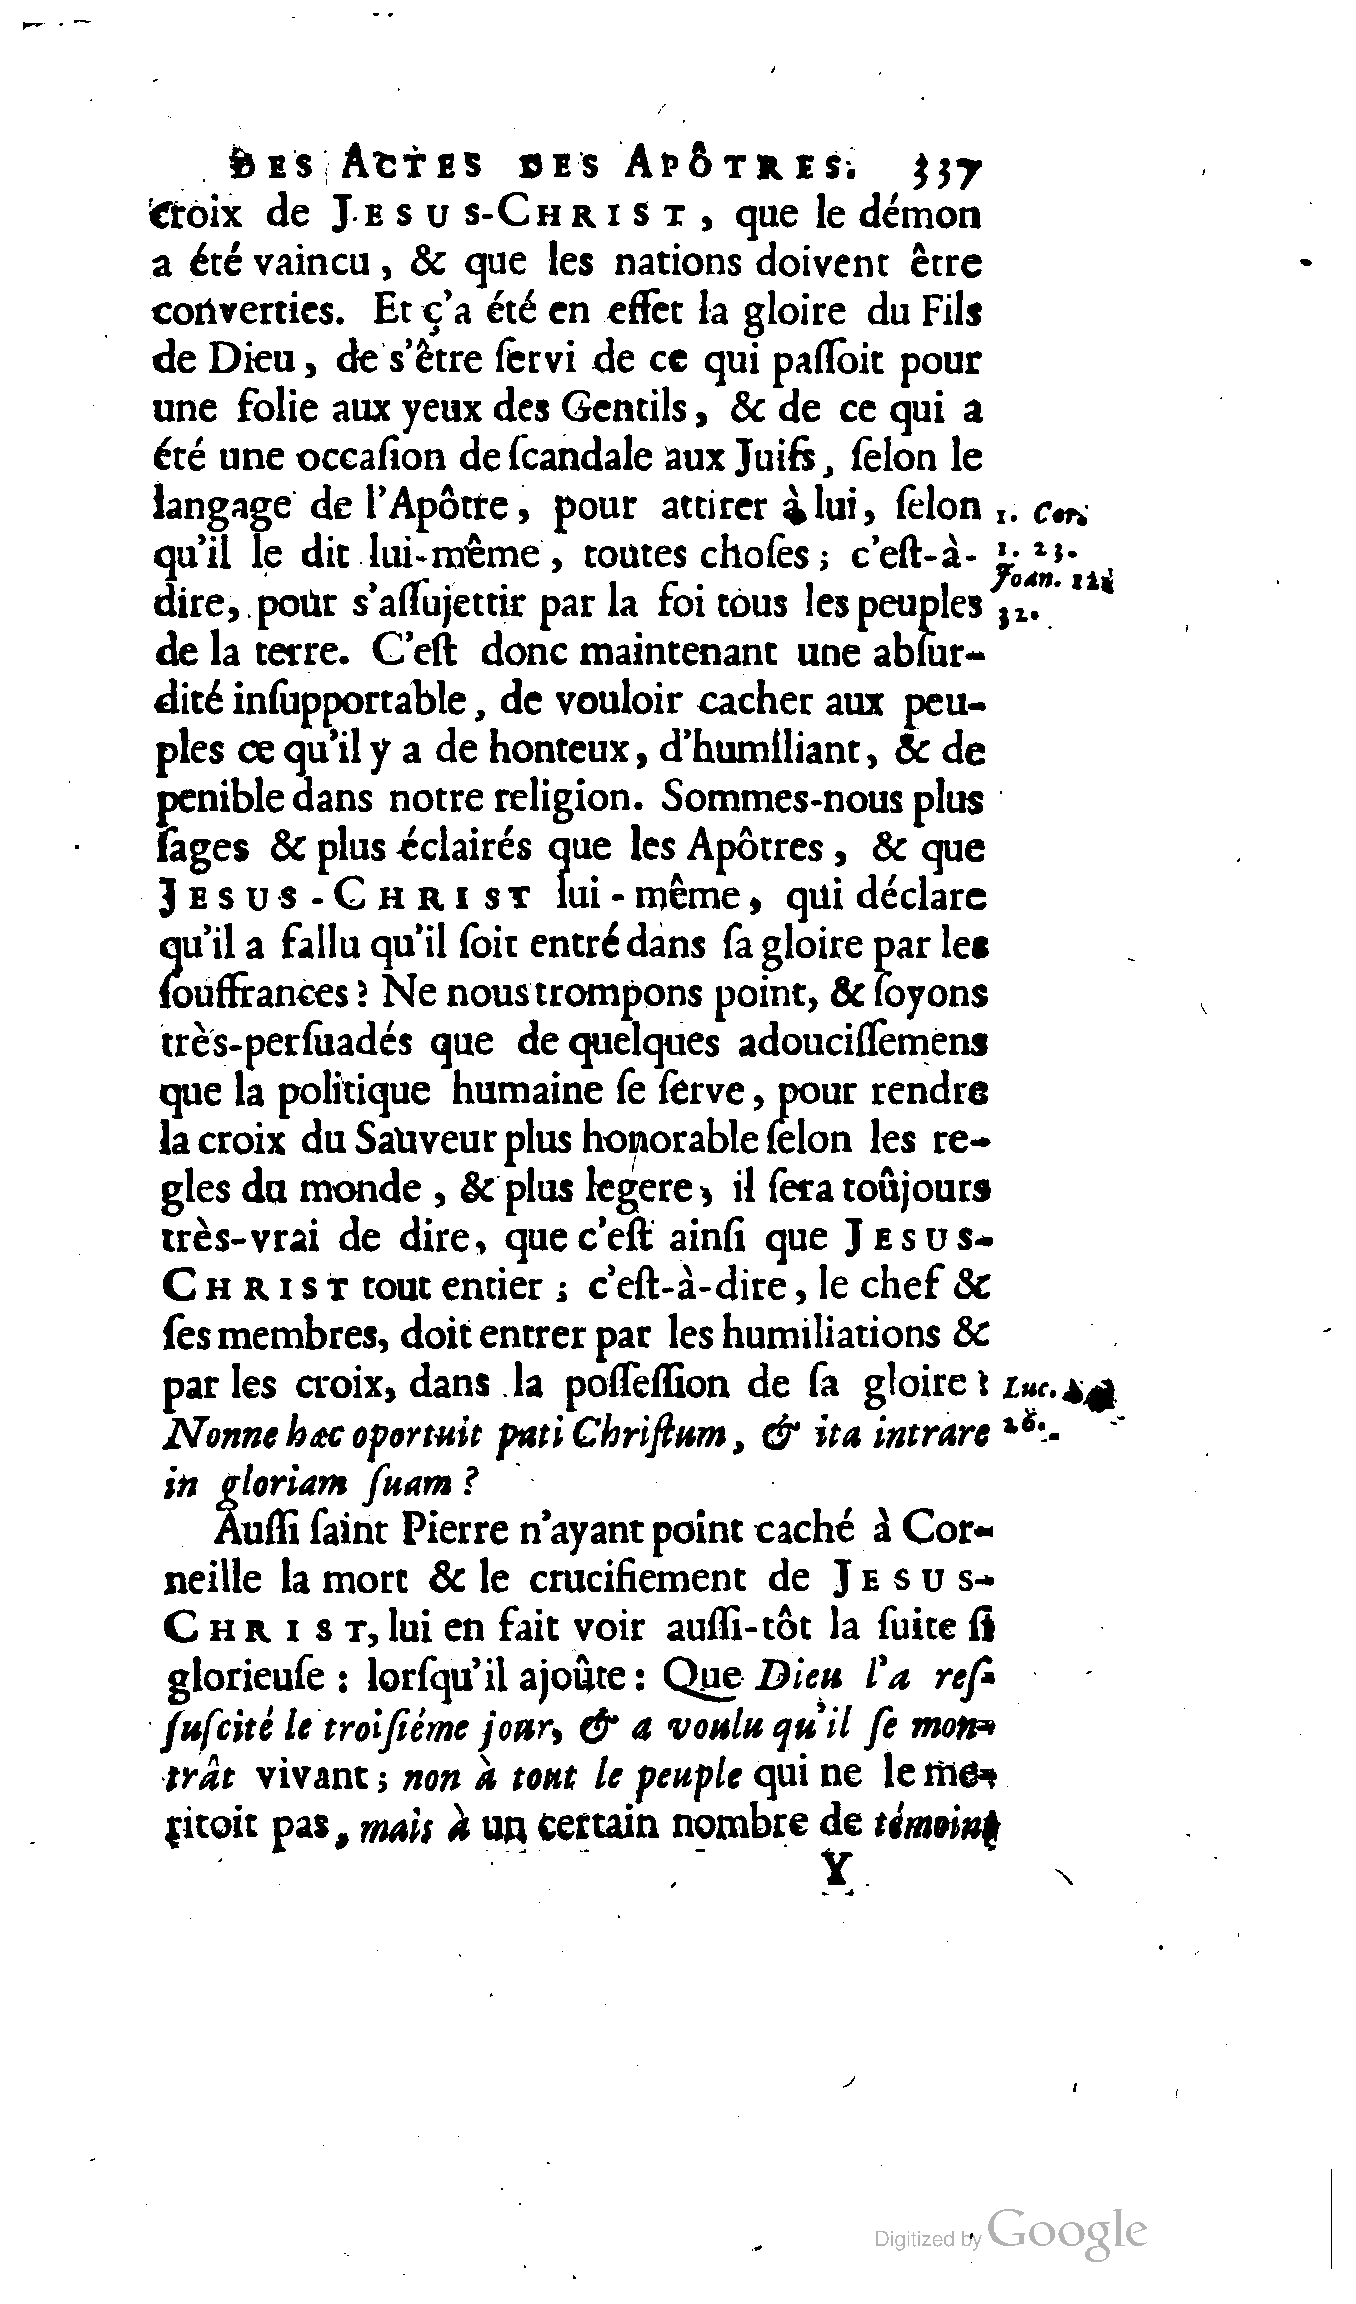 DES ACTES DES APÔTRES. 337
croix de JESUS-CHRIST, que le démon
a été vaincu, & que les nations doivent être
converties. Et ç'a été en effet la gloire du Fils
de Dieu, de s'être ſervi de ce qui paſſoit pour
une folie aux yeux des Gentils, & de ce qui a
été une occaſion de ſcandale aux Juifs, ſelon le
langage de l'Apôtre, pour attirer à lui, ſelon
1. Cor.
qu'il le dit lui-même, toutes choſes; c'eſt-à-
1. 23.
Joan. 12.
dire, pour s'aſſujettir par la foi tous les peuples
32.
de la terre. C'eſt donc maintenant une abſur-
dité inſupportable, de vouloir cacher aux peu-
ples ce qu'il y a de honteux, d'humiliant, & de
penible dans notre religion. Sommes-nous plus
ſages & plus éclairés que les Apôtres, & que
JESUS-CHRIST lui-même, qui déclare
qu'il a fallu qu'il ſoit entré dans ſa gloire par les
ſouffrances? Ne nous trompons point, & ſoyons
très-perſuadés que de quelques adouciſſemens
que la politique humaine ſe ſerve, pour rendre
la croix du Sauveur plus honorable ſelon les re-
gles du monde, & plus legere, il ſera toûjours
très-vrai de dire, que c'eſt ainſi que JESUS-
CHRIST tout entier; c'eſt-à-dire, le chef &
ſes membres, doit entrer par les humiliations &
par les croix, dans la poſſeſſion de ſa gloire:
Luc.
Nonne hæc oportuit pati Chriſtum, & ita intrare
26.
in gloriam ſuam?
Auſſi ſaint Pierre n'ayant point caché à Cor-
neille la mort & le crucifiement de JESUS-
CHRIST, lui en fait voir auſſi-tôt la ſuite ſi
glorieuſe: lorſqu'il ajoûte: Que Dieu l'a reſ-
ſuſcité le troiſiéme jour, & a voulu qu'il ſe mon-
trât vivant; non à tout le peuple qui ne le me-
ritoit pas, mais à un certain nombre de témoins
Y
Digitized by Google